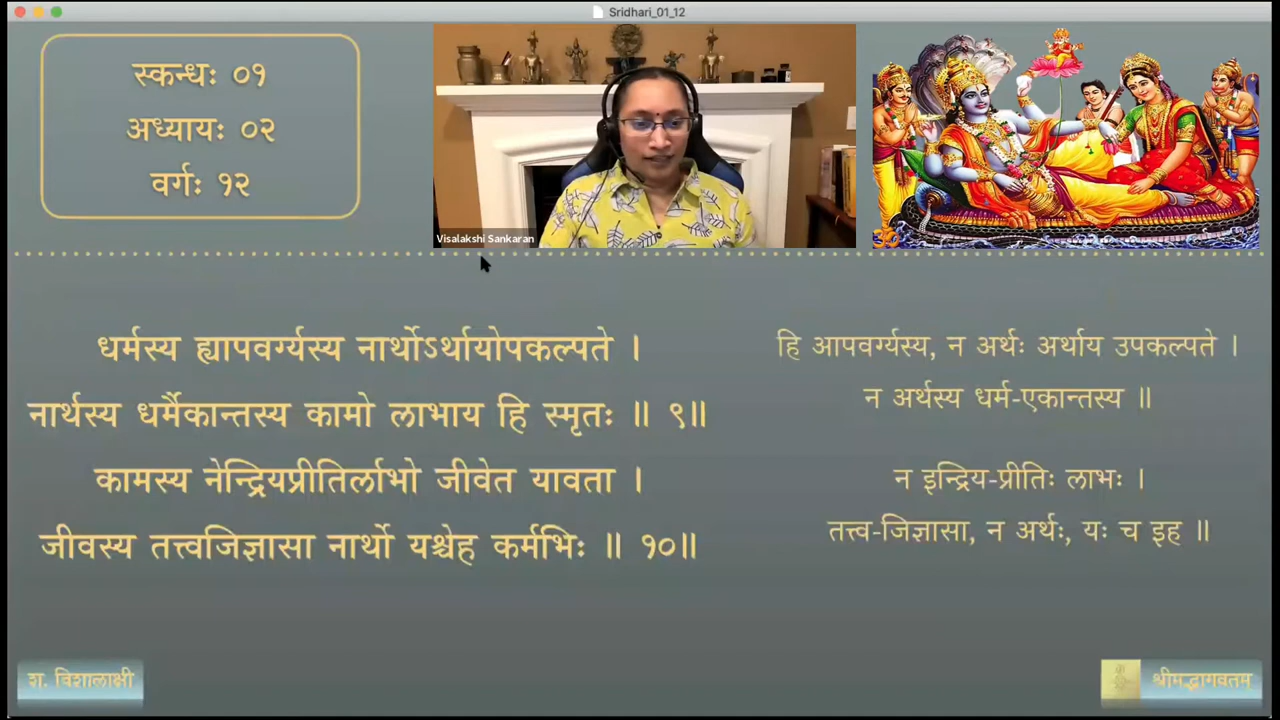 Sridhari_01_12
स्कन्धः ०१
अध्यायः ०२
वर्गः १२
Visalakshi Sankaran
धर्मस्य ह्यापवर्ग्यस्य नार्थोऽर्थायोपकल्पते ।
नार्थस्य धर्मैकान्तस्य कामो लाभाय हि स्मृतः ॥ ९॥
कामस्य नेन्द्रियप्रीतिर्लाभो जीवेत यावता ।
जीवस्य तत्त्वजिज्ञासा नार्थो यश्चेह कर्मभिः ॥ १०॥
हि आपवर्ग्यस्य, न अर्थः अर्थाय उपकल्पते ।
न अर्थस्य धर्म-एकान्तस्य ॥
न इन्द्रिय-प्रीतिः लाभः ।
तत्त्व-जिज्ञासा, न अर्थः, यः च इह ॥
श. विशालाक्षी
श्रीमद्भागवतम्